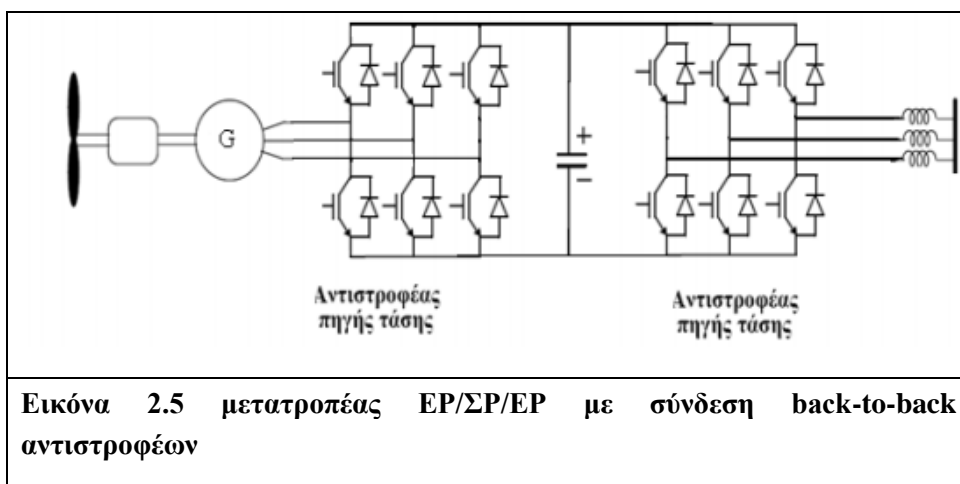 G
+
−
Αντιστροφέας
πηγής τάσης
Αντιστροφέας
πηγής τάσης
Εικόνα 2.5 μετατροπέας ΕΡ/ΣΡ/ΕΡ με σύνδεση back-to-back
αντιστροφέων